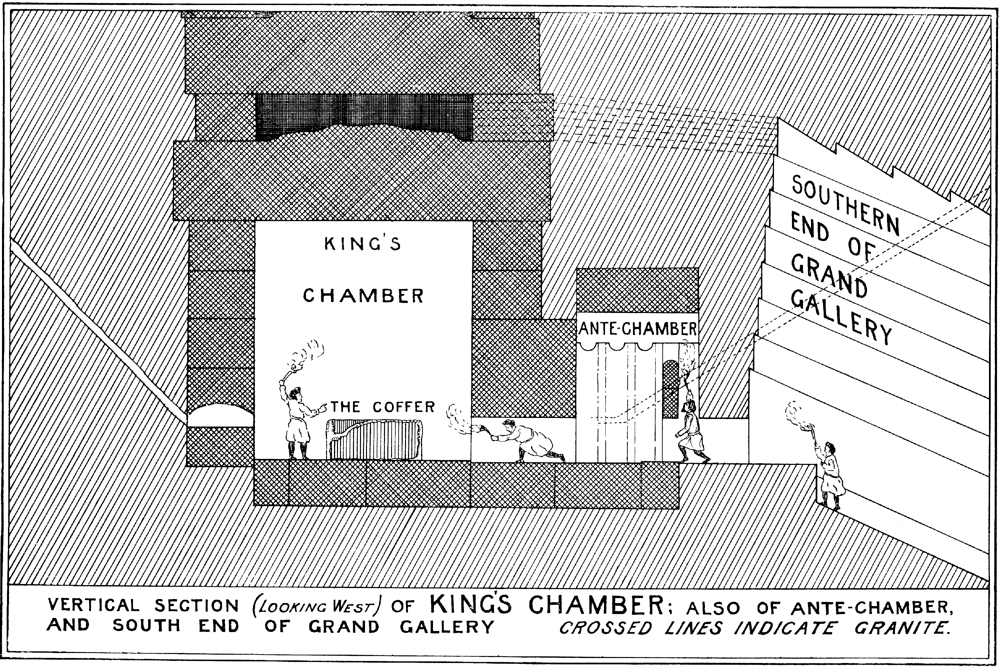 KING'S
CHAMBER
THE COFFER
ANTE-CHAMBER
SOUTHERN
END OF
GRAND
GALLERY
VERTICAL SECTION (LOOKING WEST) OF KING'S CHAMBER; ALSO OF ANTE-CHAMBER,
AND SOUTH END OF GRAND GALLERY CROSSED LINES INDICATE GRANITE.